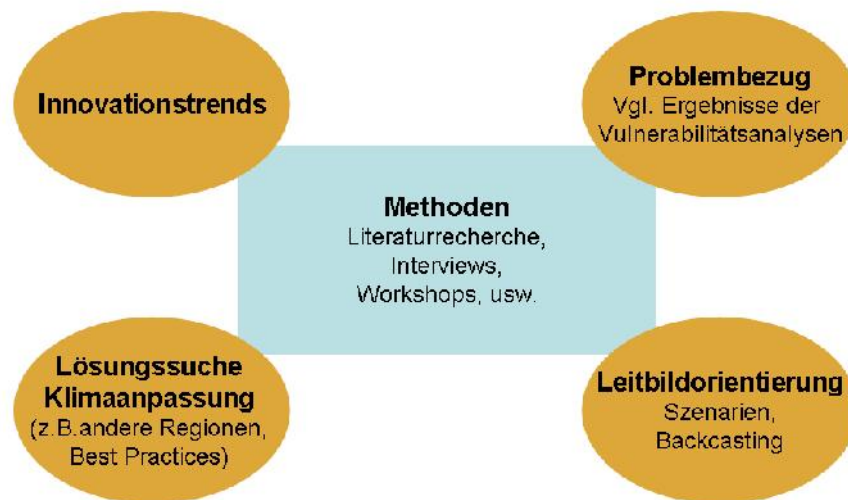 Innovationstrends
Problembezug
Vgl. Ergebnisse der
Vulnerabilitätsanalysen
Methoden
Literaturrecherche,
Interviews,
Workshops, usw.
Lösungssuche
Klimaanpassung
(z.B.andere Regionen,
Best Practices)
Leitbildorientierung
Szenarien,
Backcasting